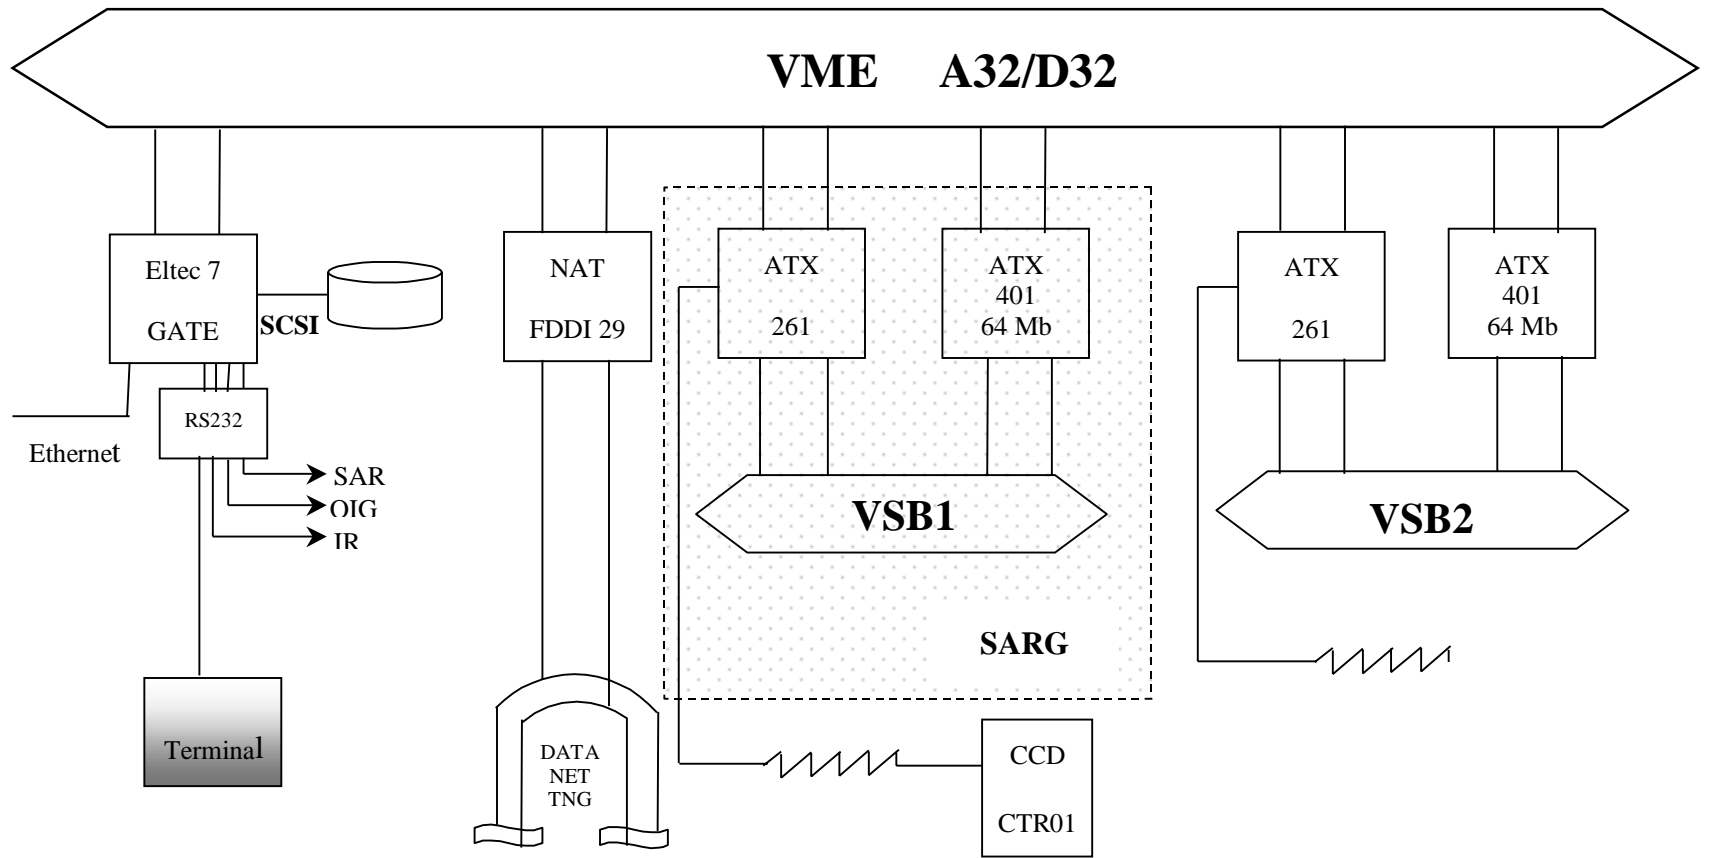 VME A32/D32
Eltec 7
GATE
SCSI
NAT
FDDI 29
ATX
261
ATX
401
64 Mb
ATX
261
ATX
401
64 Mb
RS232
Ethernet
SAR
OIG
IR
VSB1
VSB2
SARG
Terminal
DATA
NET
TNG
CCD
CTR01